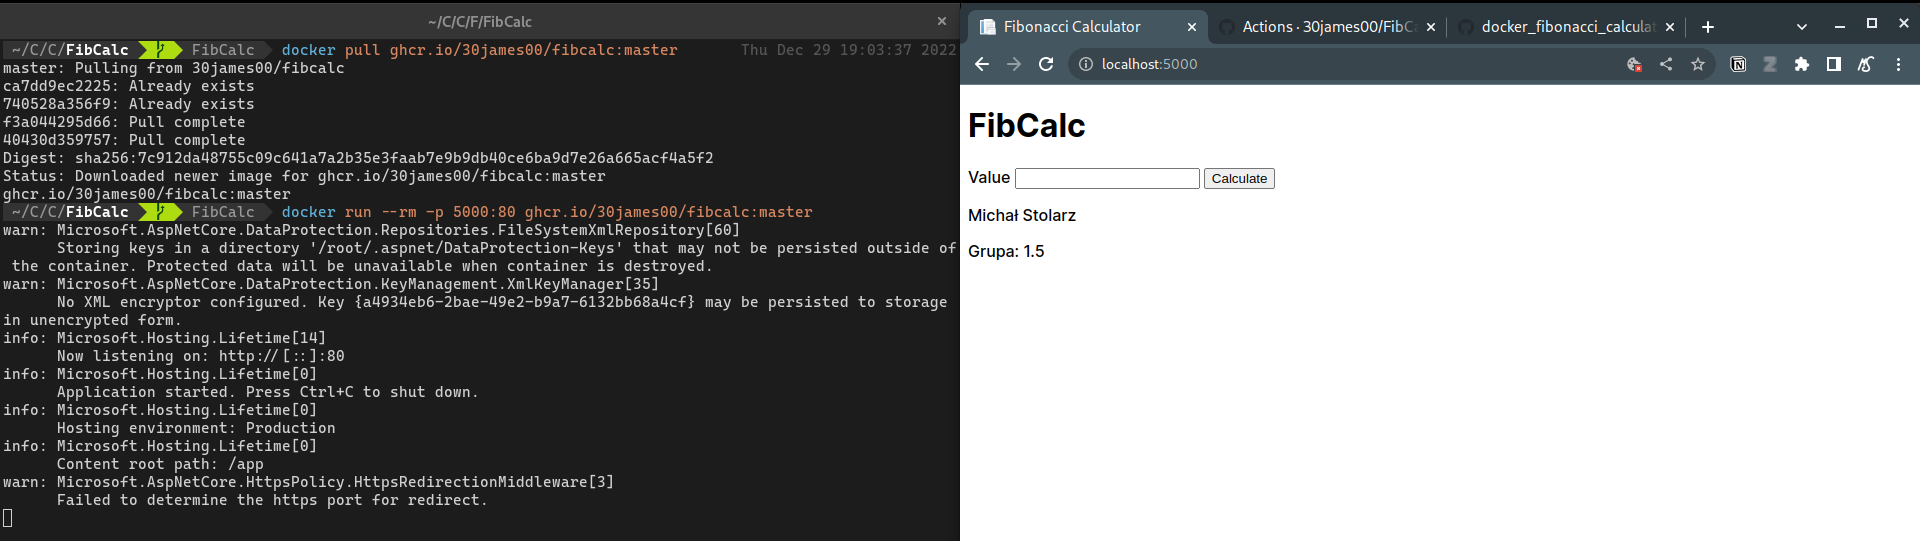 ~/C/C/F/FibCalc
~/C/C/FibCalc FibCalc docker pull ghcr.io/30james00/fibcalc:master Thu Dec 29 19:03:37 2022
master: Pulling from 30james00/fibcalc
ca7dd9ec2225: Already exists
740528a356f9: Already exists
f3a044295d66: Pull complete
40430d359757: Pull complete
Digest: sha256:7c912da48755c09c641a7a2b35e3faab7e9b9db40ce6ba9d7e26a665acf4a5f2
Status: Downloaded newer image for ghcr.io/30james00/fibcalc:master
ghcr.io/30james00/fibcalc:master
~/C/C/FibCalc FibCalc docker run --rm -p 5000:80 ghcr.io/30james00/fibcalc:master
warn: Microsoft.AspNetCore.DataProtection.Repositories.FileSystemXmlRepository[60]
Storing keys in a directory '/root/.aspnet/DataProtection-Keys' that may not be persisted outside of
the container. Protected data will be unavailable when container is destroyed.
warn: Microsoft.AspNetCore.DataProtection.KeyManagement.XmlKeyManager[35]
No XML encryptor configured. Key {a4934eb6-2bae-49e2-b9a7-6132bb68a4cf} may be persisted to storage
in unencrypted form.
info: Microsoft.Hosting.Lifetime[14]
Now listening on: http://[::]:80
info: Microsoft.Hosting.Lifetime[0]
Application started. Press Ctrl+C to shut down.
info: Microsoft.Hosting.Lifetime[0]
Hosting environment: Production
info: Microsoft.Hosting.Lifetime[0]
Content root path: /app
warn: Microsoft.AspNetCore.HttpsPolicy.HttpsRedirectionMiddleware[3]
Failed to determine the https port for redirect.
Fibonacci Calculator
Actions · 30james00/FibCa
docker_fibonacci_calculat
localhost:5000
FibCalc
Value
Calculate
Michał Stolarz
Grupa: 1.5